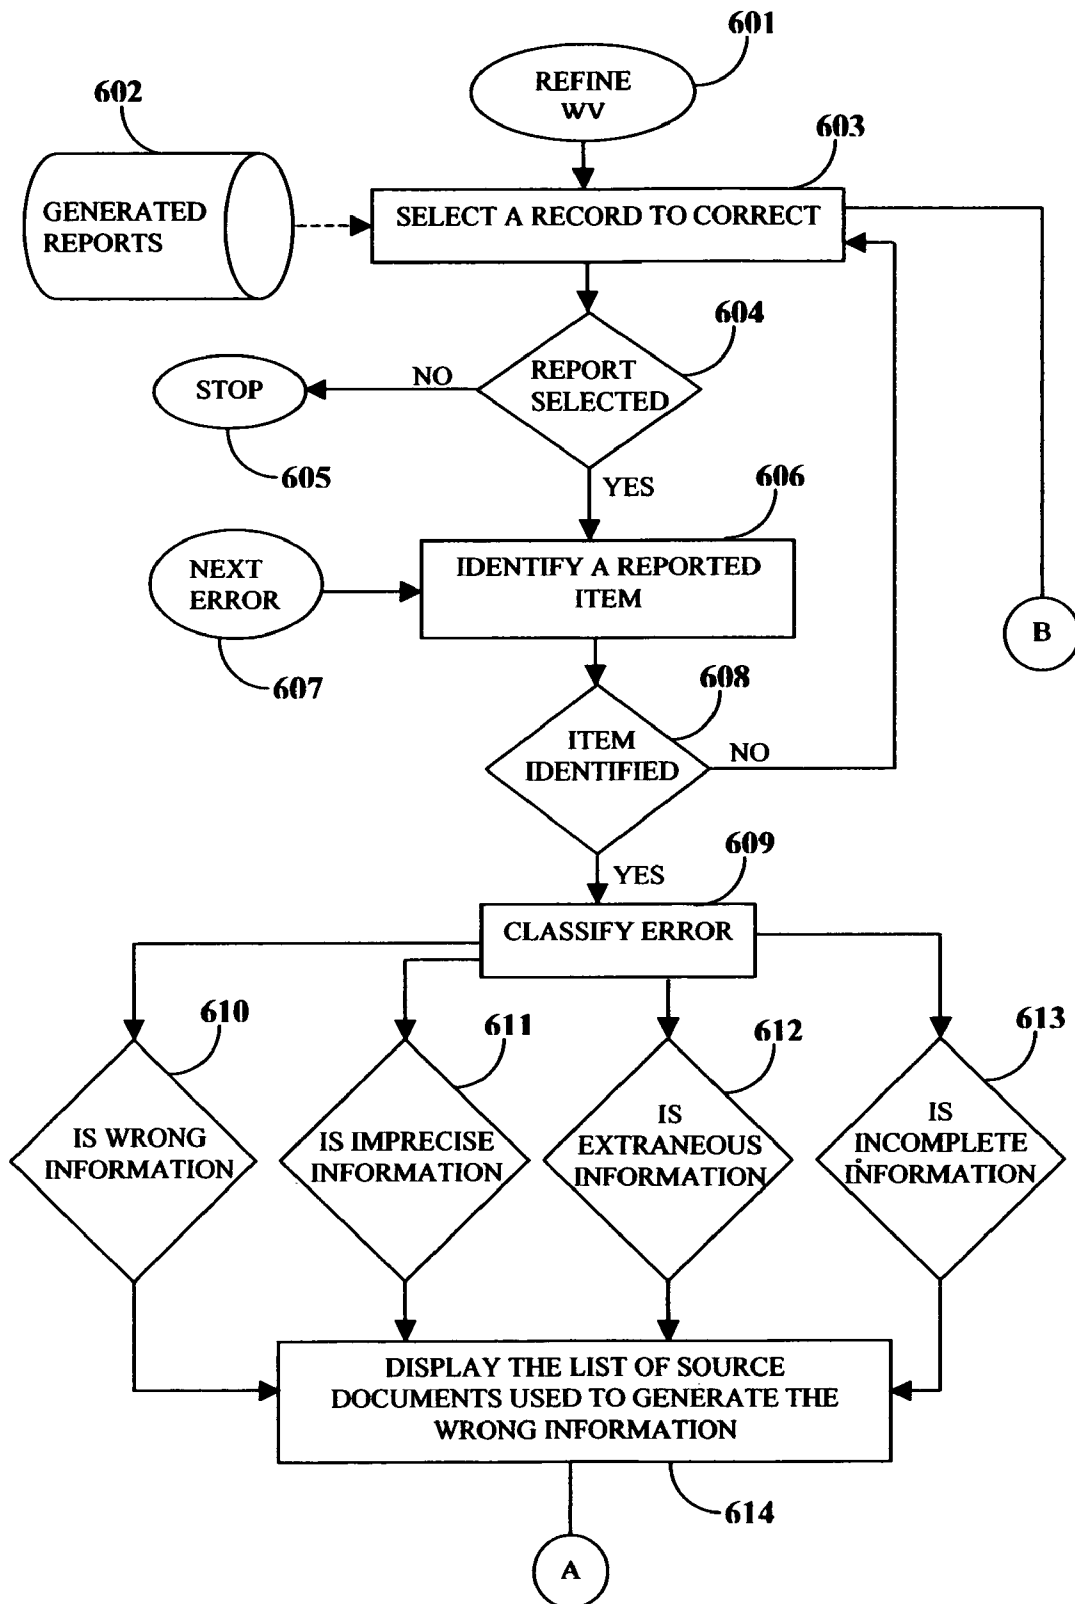 601
REFINE
WV
602
603
GENERATED
REPORTS
SELECT A RECORD TO CORRECT
604
REPORT
SELECTED
NO
STOP
605
YES
606
NEXT
ERROR
IDENTIFY A REPORTED
ITEM
B
607
608
ITEM
IDENTIFIED
NO
609
YES
CLASSIFY ERROR
610
611
612
613
IS WRONG
INFORMATION
IS IMPRECISE
INFORMATION
IS
EXTRANEOUS
INFORMATION
IS
INCOMPLETE
INFORMATION
DISPLAY THE LIST OF SOURCE
DOCUMENTS USED TO GENERATE THE
WRONG INFORMATION
614
A